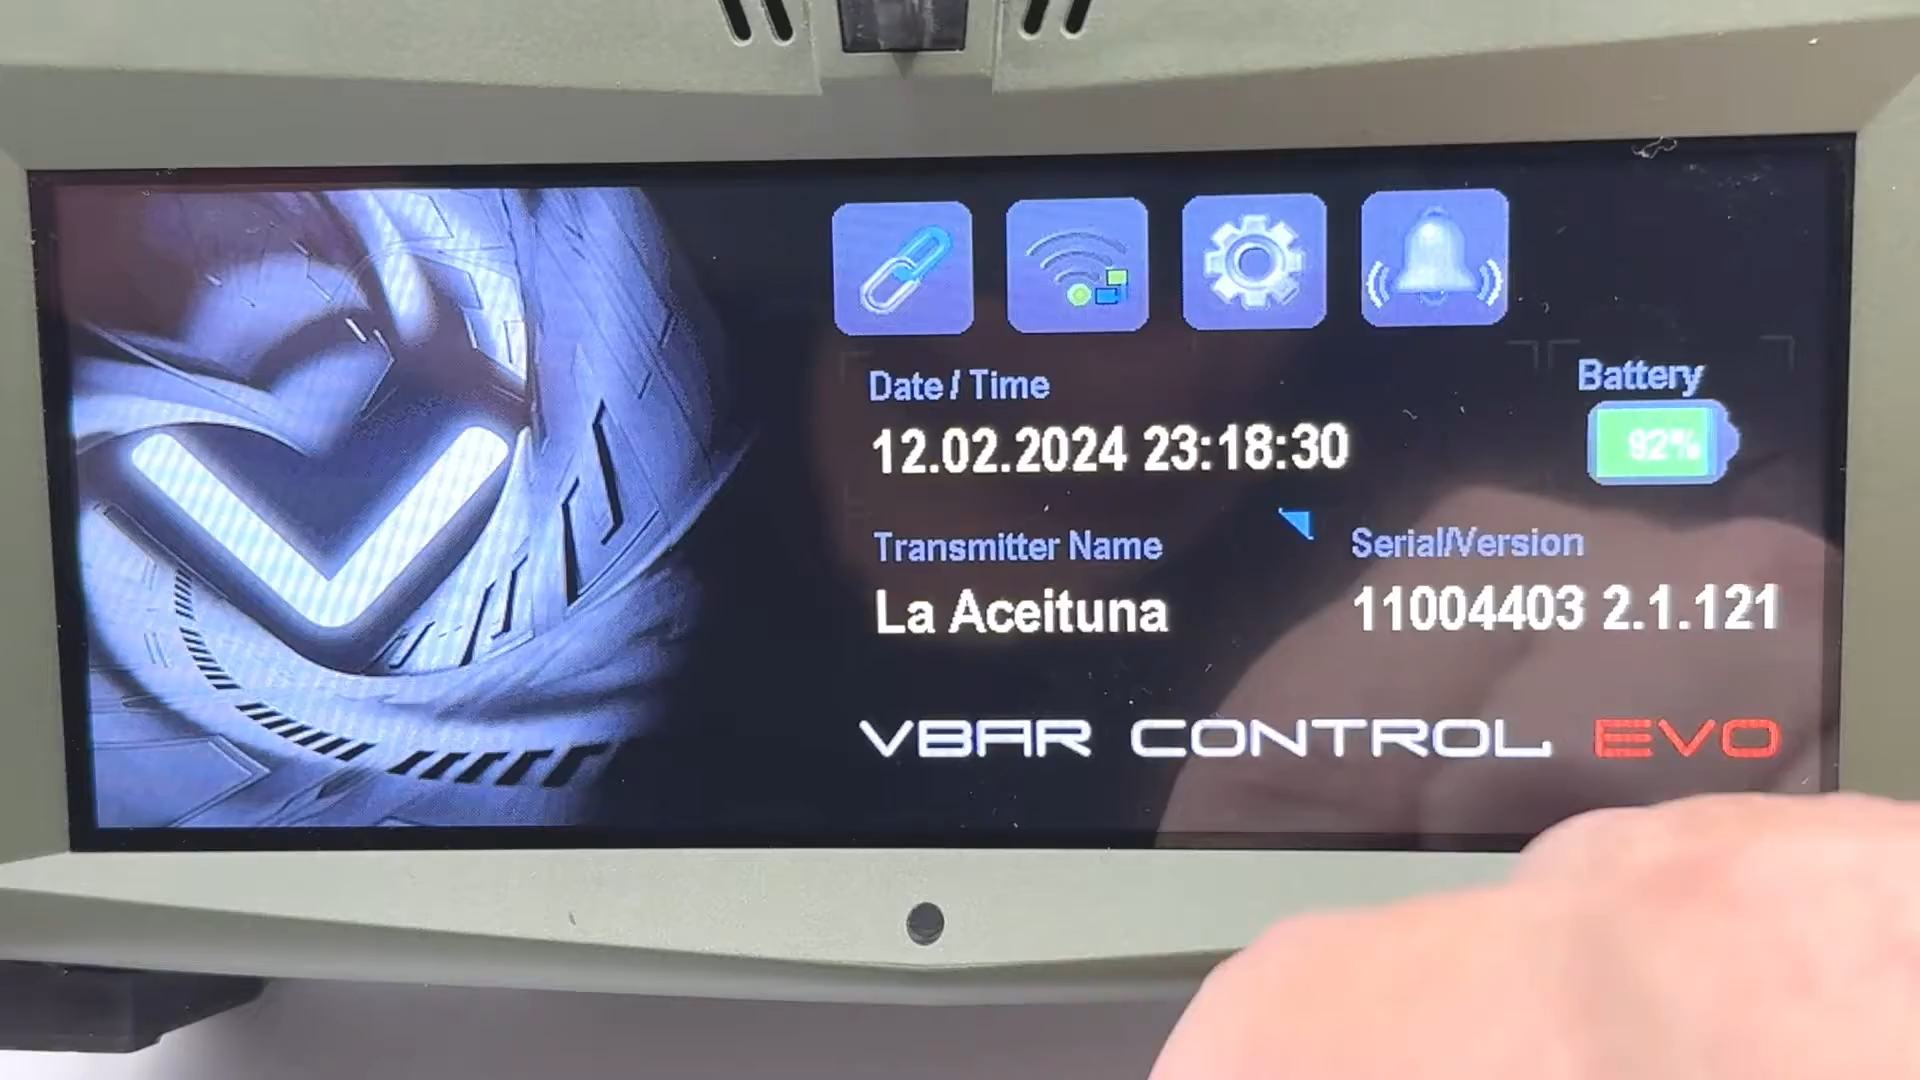 Date / Time
12.02.2024 23:18:30
Battery
92%
Transmitter Name
La Aceituna
Serial/Version
11004403 2.1.121
VBAR CONTROL EVO